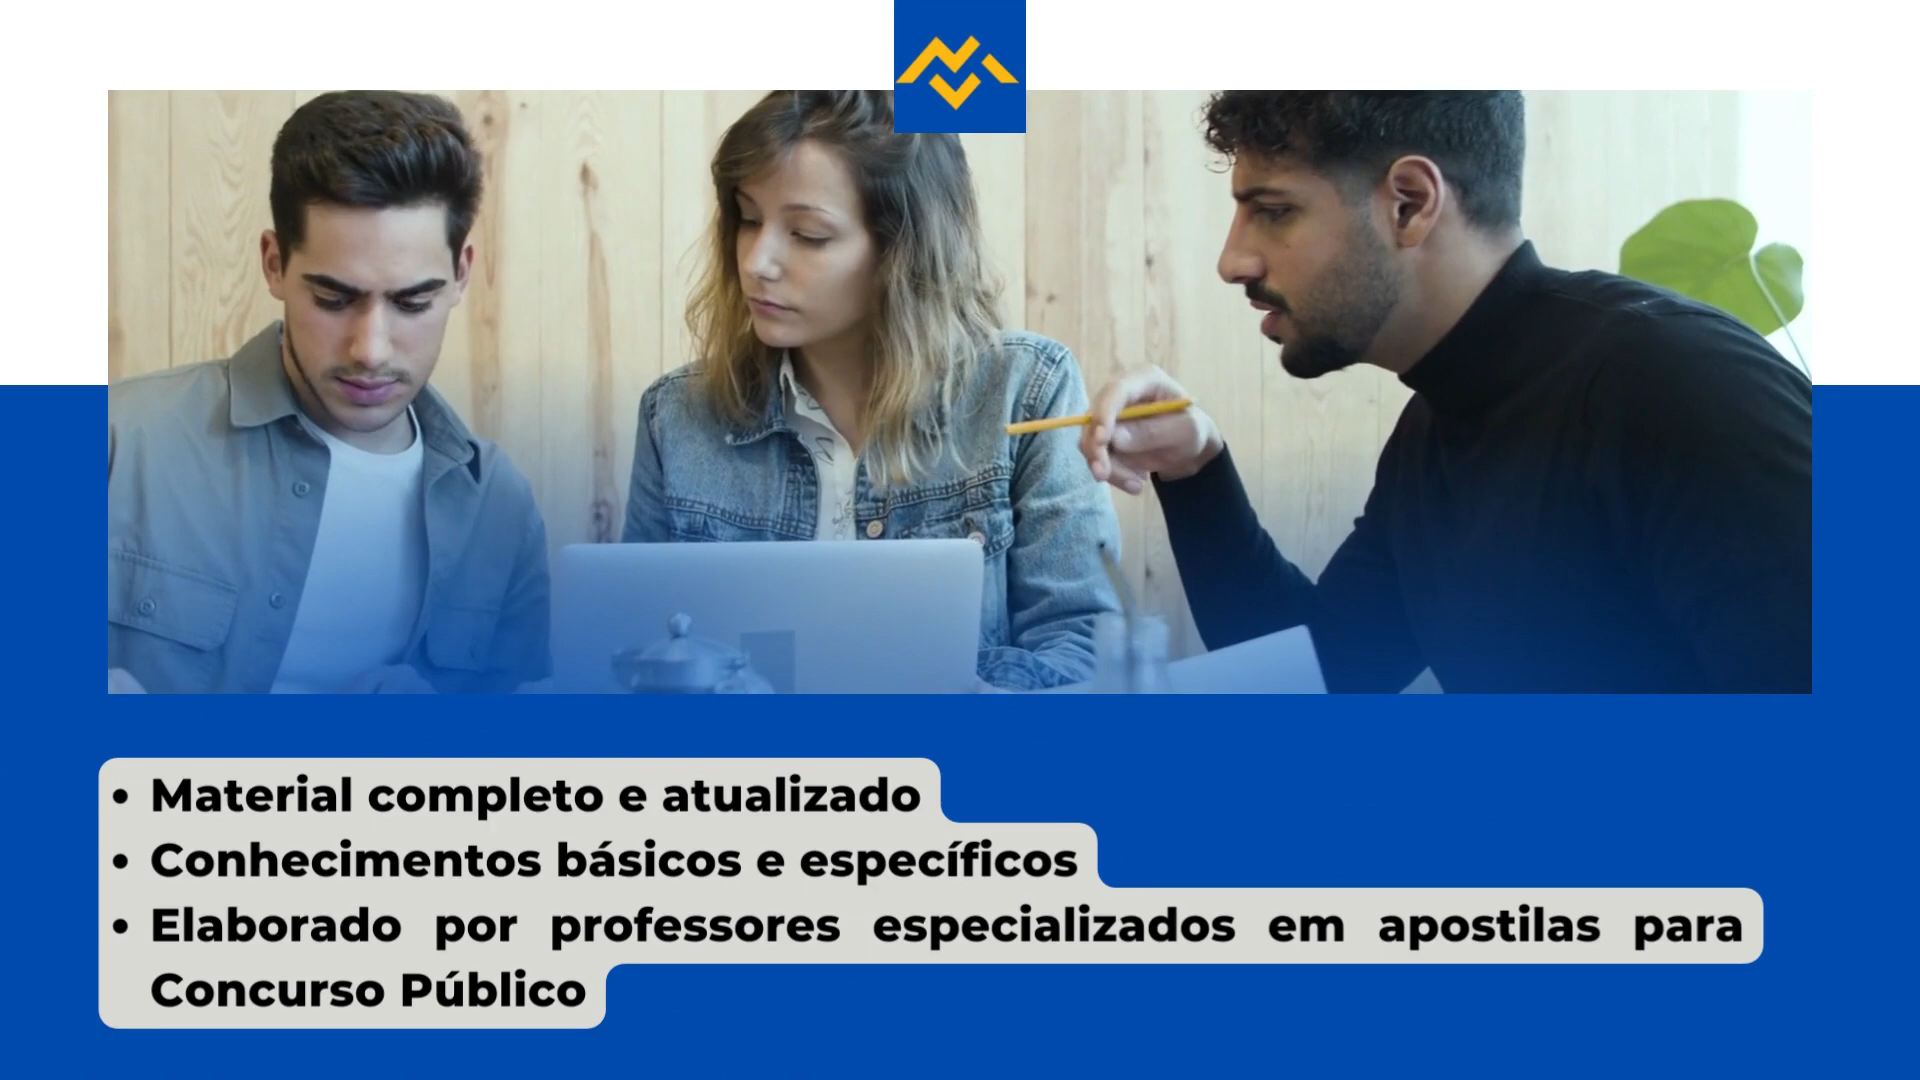 • Material completo e atualizado
• Conhecimentos básicos e específicos
• Elaborado por professores especializados em apostilas para
Concurso Público